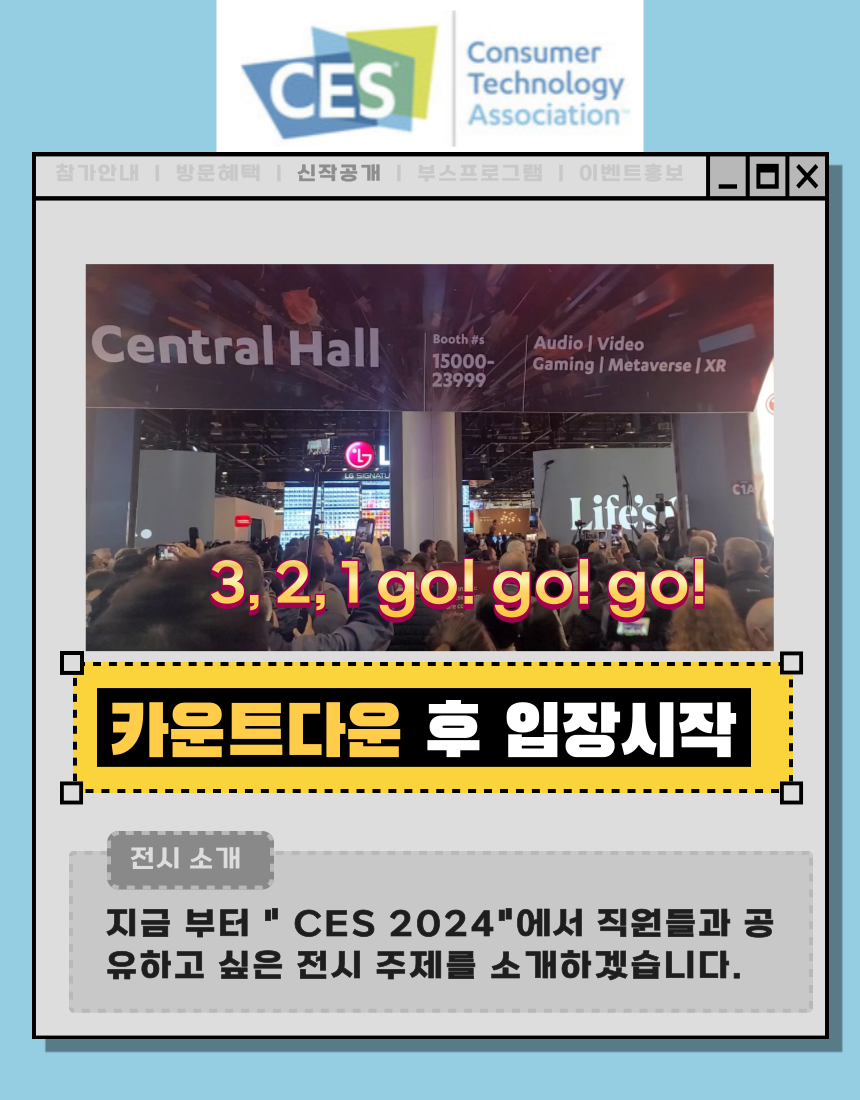 CES
Consumer
Technology
Association™
참가안내 | 방문혜택 | 신작공개 | 부스프로그램 | 이벤트홍보
Central Hall
Booth #s
15000-
23999
Audio | Video
Gaming | Metaverse | XR
LG
L
LG SIGNATU
Life's
CTA
3, 2, 1 go! go! go!
카운트다운 후 입장시작
전시 소개
지금 부터 " CES 2024"에서 직원들과 공
유하고 싶은 전시 주제를 소개하겠습니다.